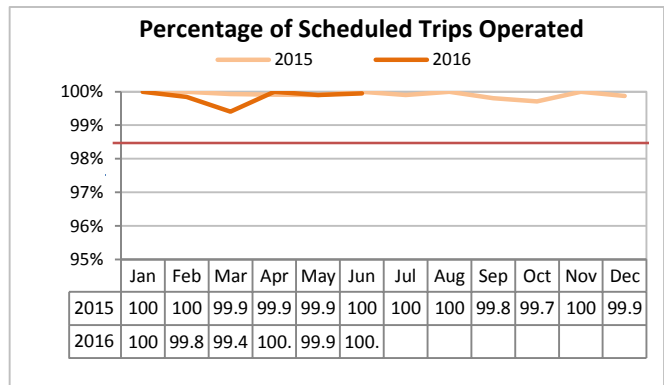 Percentage of Scheduled Trips Operated
2015 2016
100%
99%
98%
97%
96%
95%
Jan Feb Mar Apr May Jun Jul Aug Sep Oct Nov Dec
2015 100 100 99.9 99.9 99.9 100 100 100 99.8 99.7 100 99.9
2016 100 99.8 99.4 100. 99.9 100.